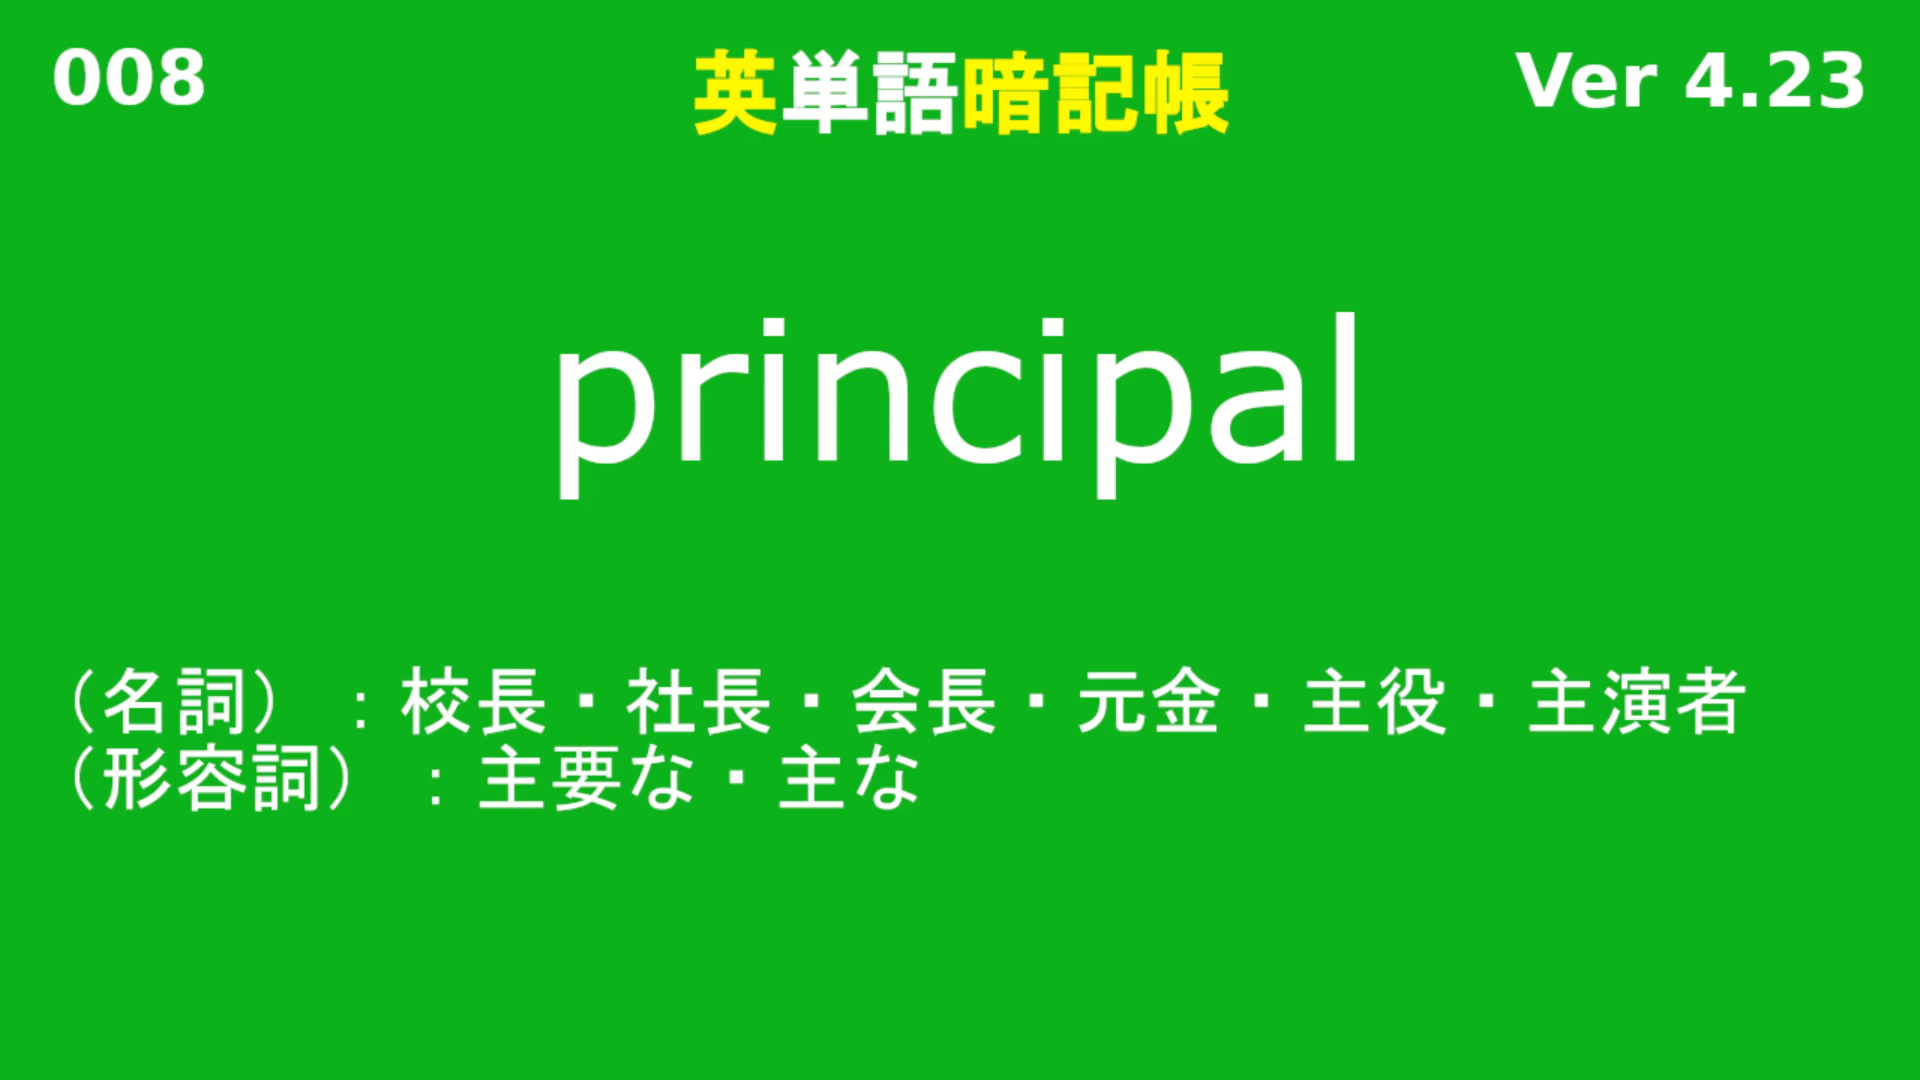 008
英単語暗記帳
Ver 4.23
principal
（名詞）：校長・社長・会長・元金・主役・主演者
（形容詞）：主要な・主な